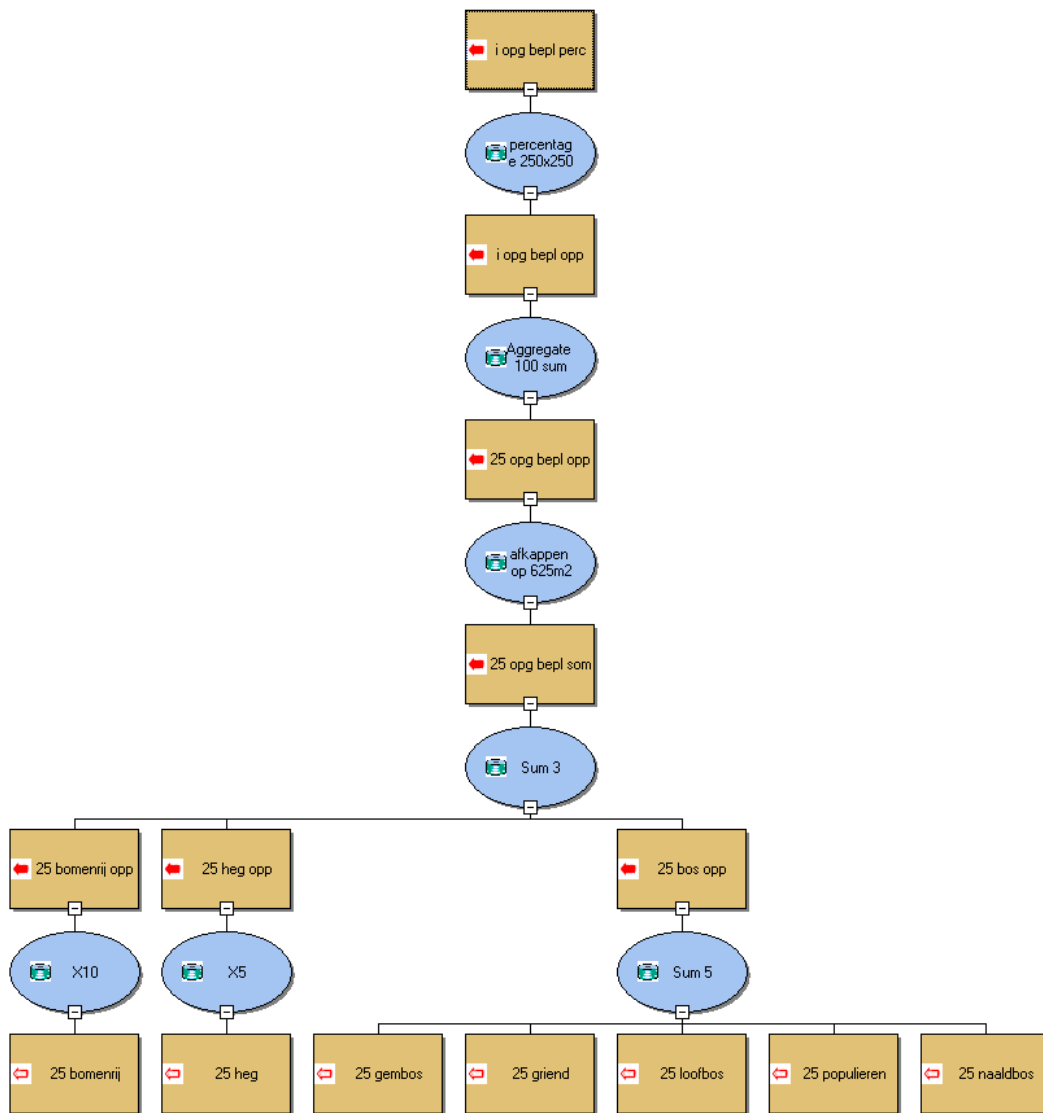 i opg bepl perc
percentag
e 250x250
i opg bepl opp
Aggregate
100 sum
25 opg bepl opp
afkappen
op 625m2
25 opg bepl som
Sum 3
25 bomenrij opp
25 heg opp
25 bos opp
X10
X5
Sum 5
25 bomenrij
25 heg
25 gembos
25 griend
25 loofbos
25 populieren
25 naaldbos